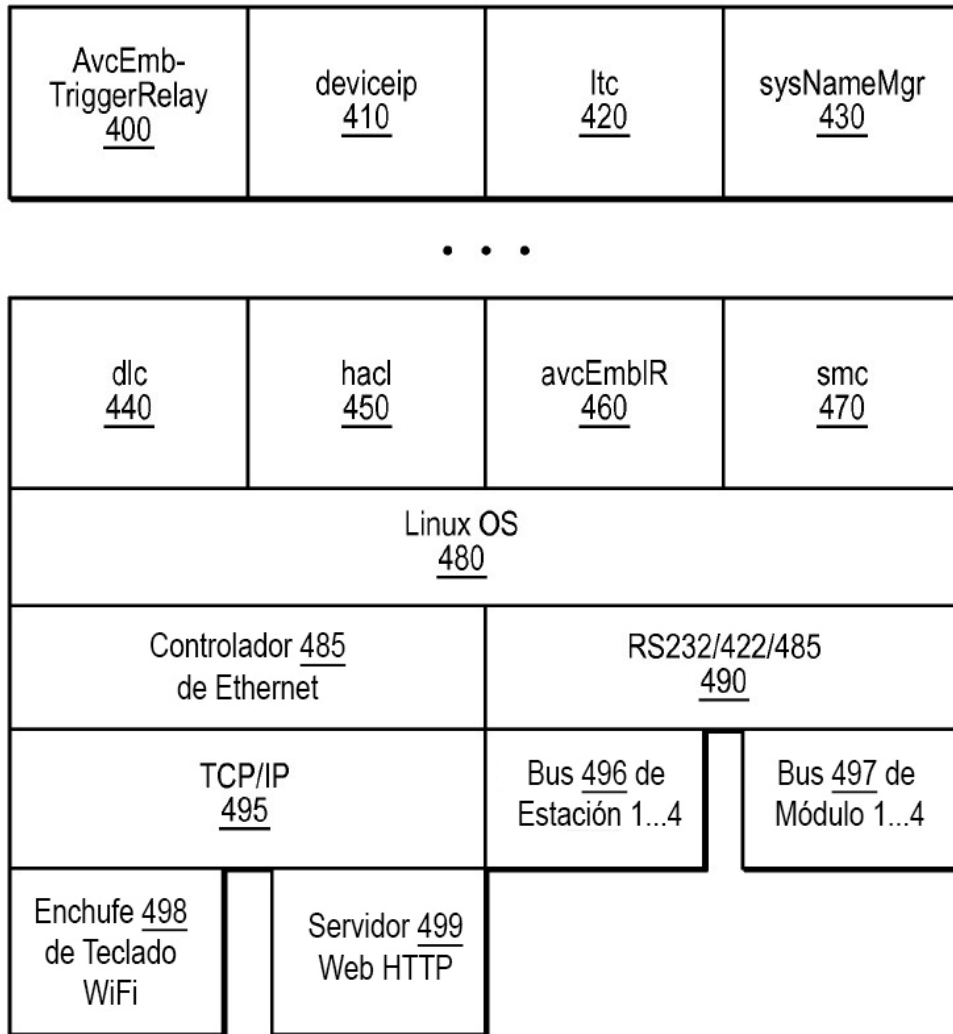 AvcEmb-
TriggerRelay
400
deviceip
410
ltc
420
sysNameMgr
430
• • •
dlc
440
hacl
450
avcEmbIR
460
smc
470
Linux OS
480
Controlador 485
de Ethernet
RS232/422/485
490
TCP/IP
495
Bus 496 de
Estación 1...4
Bus 497 de
Módulo 1...4
Enchufe 498
de Teclado
WiFi
Servidor 499
Web HTTP